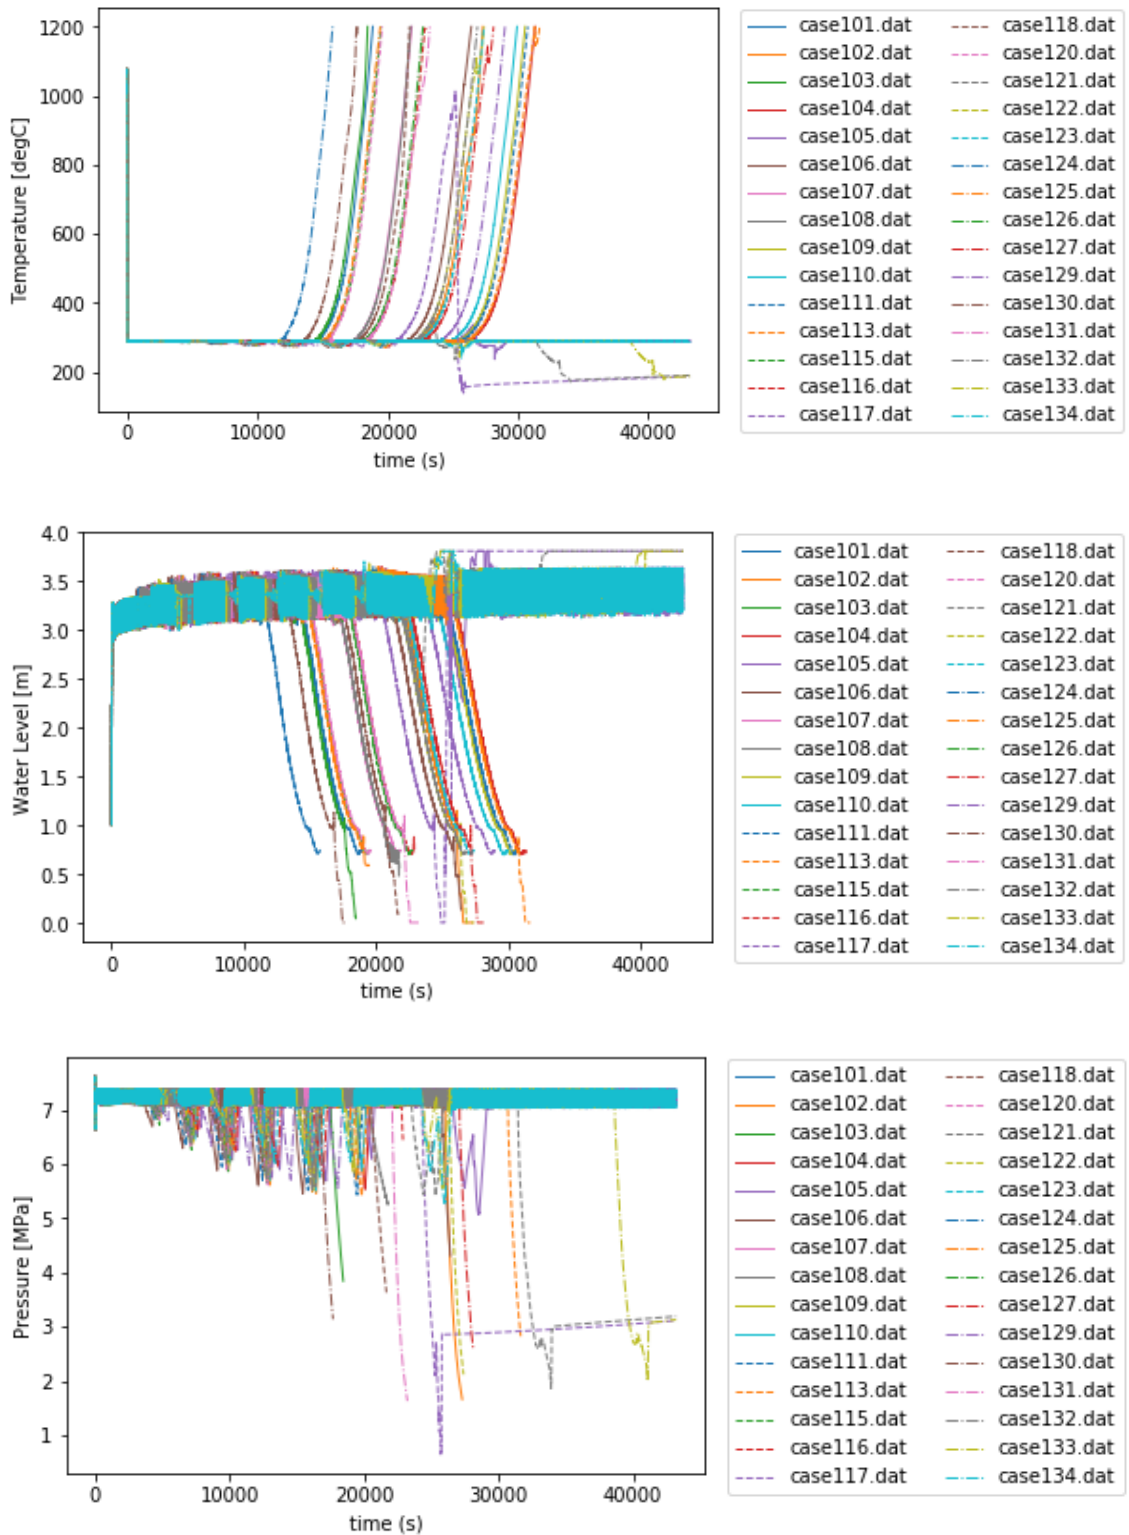 1200
1000
800
600
400
200
Temperature [degC]
0 10000 20000 30000 40000
time (s)
case101.dat case118.dat
case102.dat case120.dat
case103.dat case121.dat
case104.dat case122.dat
case105.dat case123.dat
case106.dat case124.dat
case107.dat case125.dat
case108.dat case126.dat
case109.dat case127.dat
case110.dat case129.dat
case111.dat case130.dat
case113.dat case131.dat
case115.dat case132.dat
case116.dat case133.dat
case117.dat case134.dat
4.0
3.5
3.0
2.5
2.0
1.5
1.0
0.5
0.0
Water Level [m]
0 10000 20000 30000 40000
time (s)
case101.dat case118.dat
case102.dat case120.dat
case103.dat case121.dat
case104.dat case122.dat
case105.dat case123.dat
case106.dat case124.dat
case107.dat case125.dat
case108.dat case126.dat
case109.dat case127.dat
case110.dat case129.dat
case111.dat case130.dat
case113.dat case131.dat
case115.dat case132.dat
case116.dat case133.dat
case117.dat case134.dat
7
6
5
4
3
2
1
Pressure [MPa]
0 10000 20000 30000 40000
time (s)
case101.dat case118.dat
case102.dat case120.dat
case103.dat case121.dat
case104.dat case122.dat
case105.dat case123.dat
case106.dat case124.dat
case107.dat case125.dat
case108.dat case126.dat
case109.dat case127.dat
case110.dat case129.dat
case111.dat case130.dat
case113.dat case131.dat
case115.dat case132.dat
case116.dat case133.dat
case117.dat case134.dat